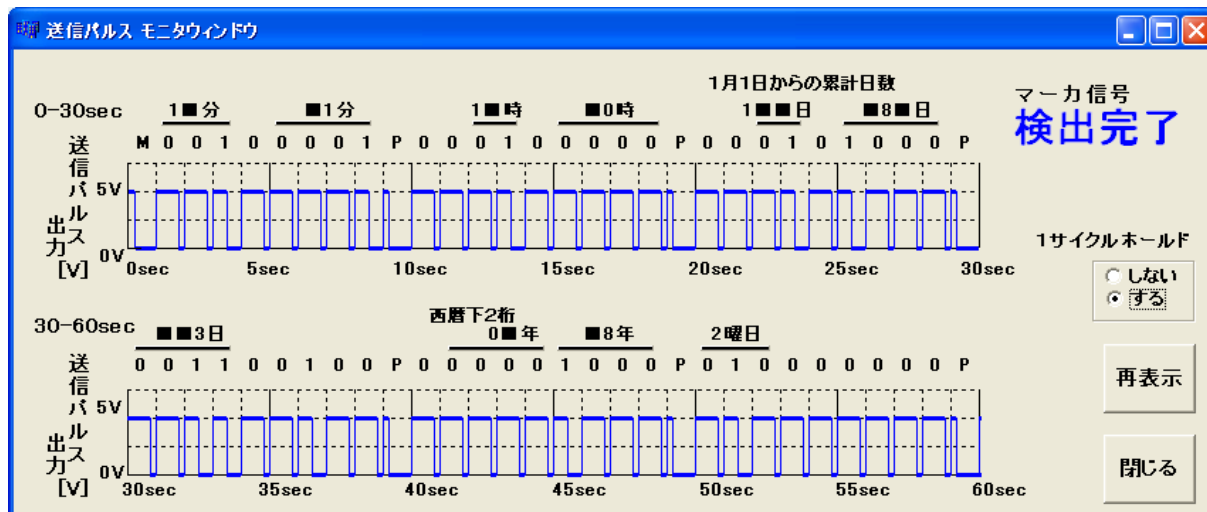 送信パルス モニタウィンドウ
1月1日からの累計日数
マーカ信号
検出完了
0-30sec 1■分 ■1分 1■時 ■0時 1■■日 ■8■日
M 0 0 1 0 0 0 0 1 P 0 0 0 1 0 0 0 0 0 P 0 0 0 1 0 1 0 0 0 P
送信パルス出力[V]
5V
0V
0sec 5sec 10sec 15sec 20sec 25sec 30sec
1サイクルホールド
しない
する
西暦下2桁
30-60sec ■■3日 0■年 ■8年 2曜日
0 0 1 1 0 0 1 0 0 P 0 0 0 0 0 1 0 0 0 P 0 1 0 0 0 0 0 0 0 P
送信パルス出力[V]
5V
0V
30sec 35sec 40sec 45sec 50sec 55sec 60sec
再表示
閉じる